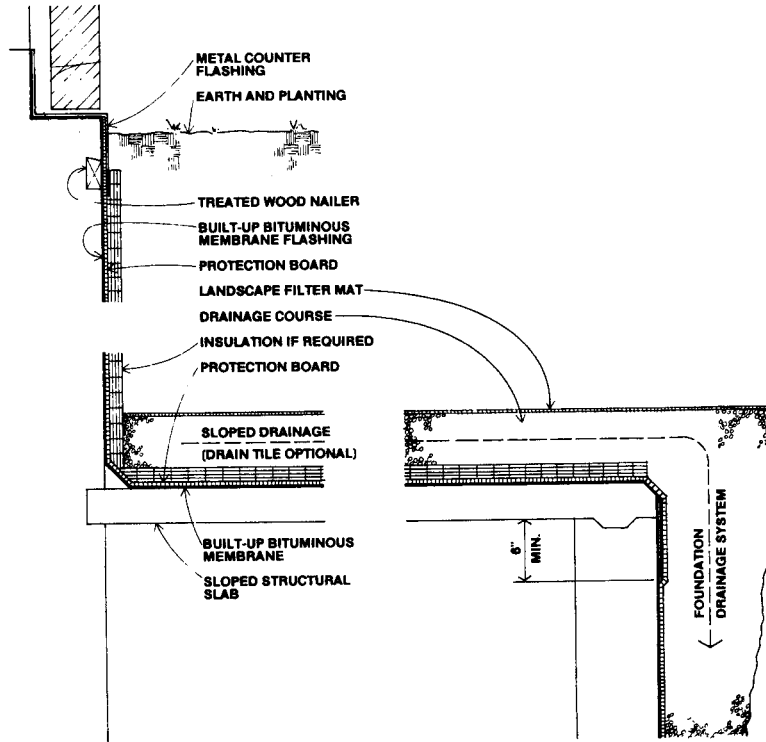 METAL COUNTER
FLASHING
EARTH AND PLANTING
TREATED WOOD NAILER
BUILT-UP BITUMINOUS
MEMBRANE FLASHING
PROTECTION BOARD
LANDSCAPE FILTER MAT
DRAINAGE COURSE
INSULATION IF REQUIRED
PROTECTION BOARD
SLOPED DRAINAGE
(DRAIN TILE OPTIONAL)
BUILT-UP BITUMINOUS
MEMBRANE
SLOPED STRUCTURAL
SLAB
6"
MIN.
FOUNDATION
DRAINAGE SYSTEM